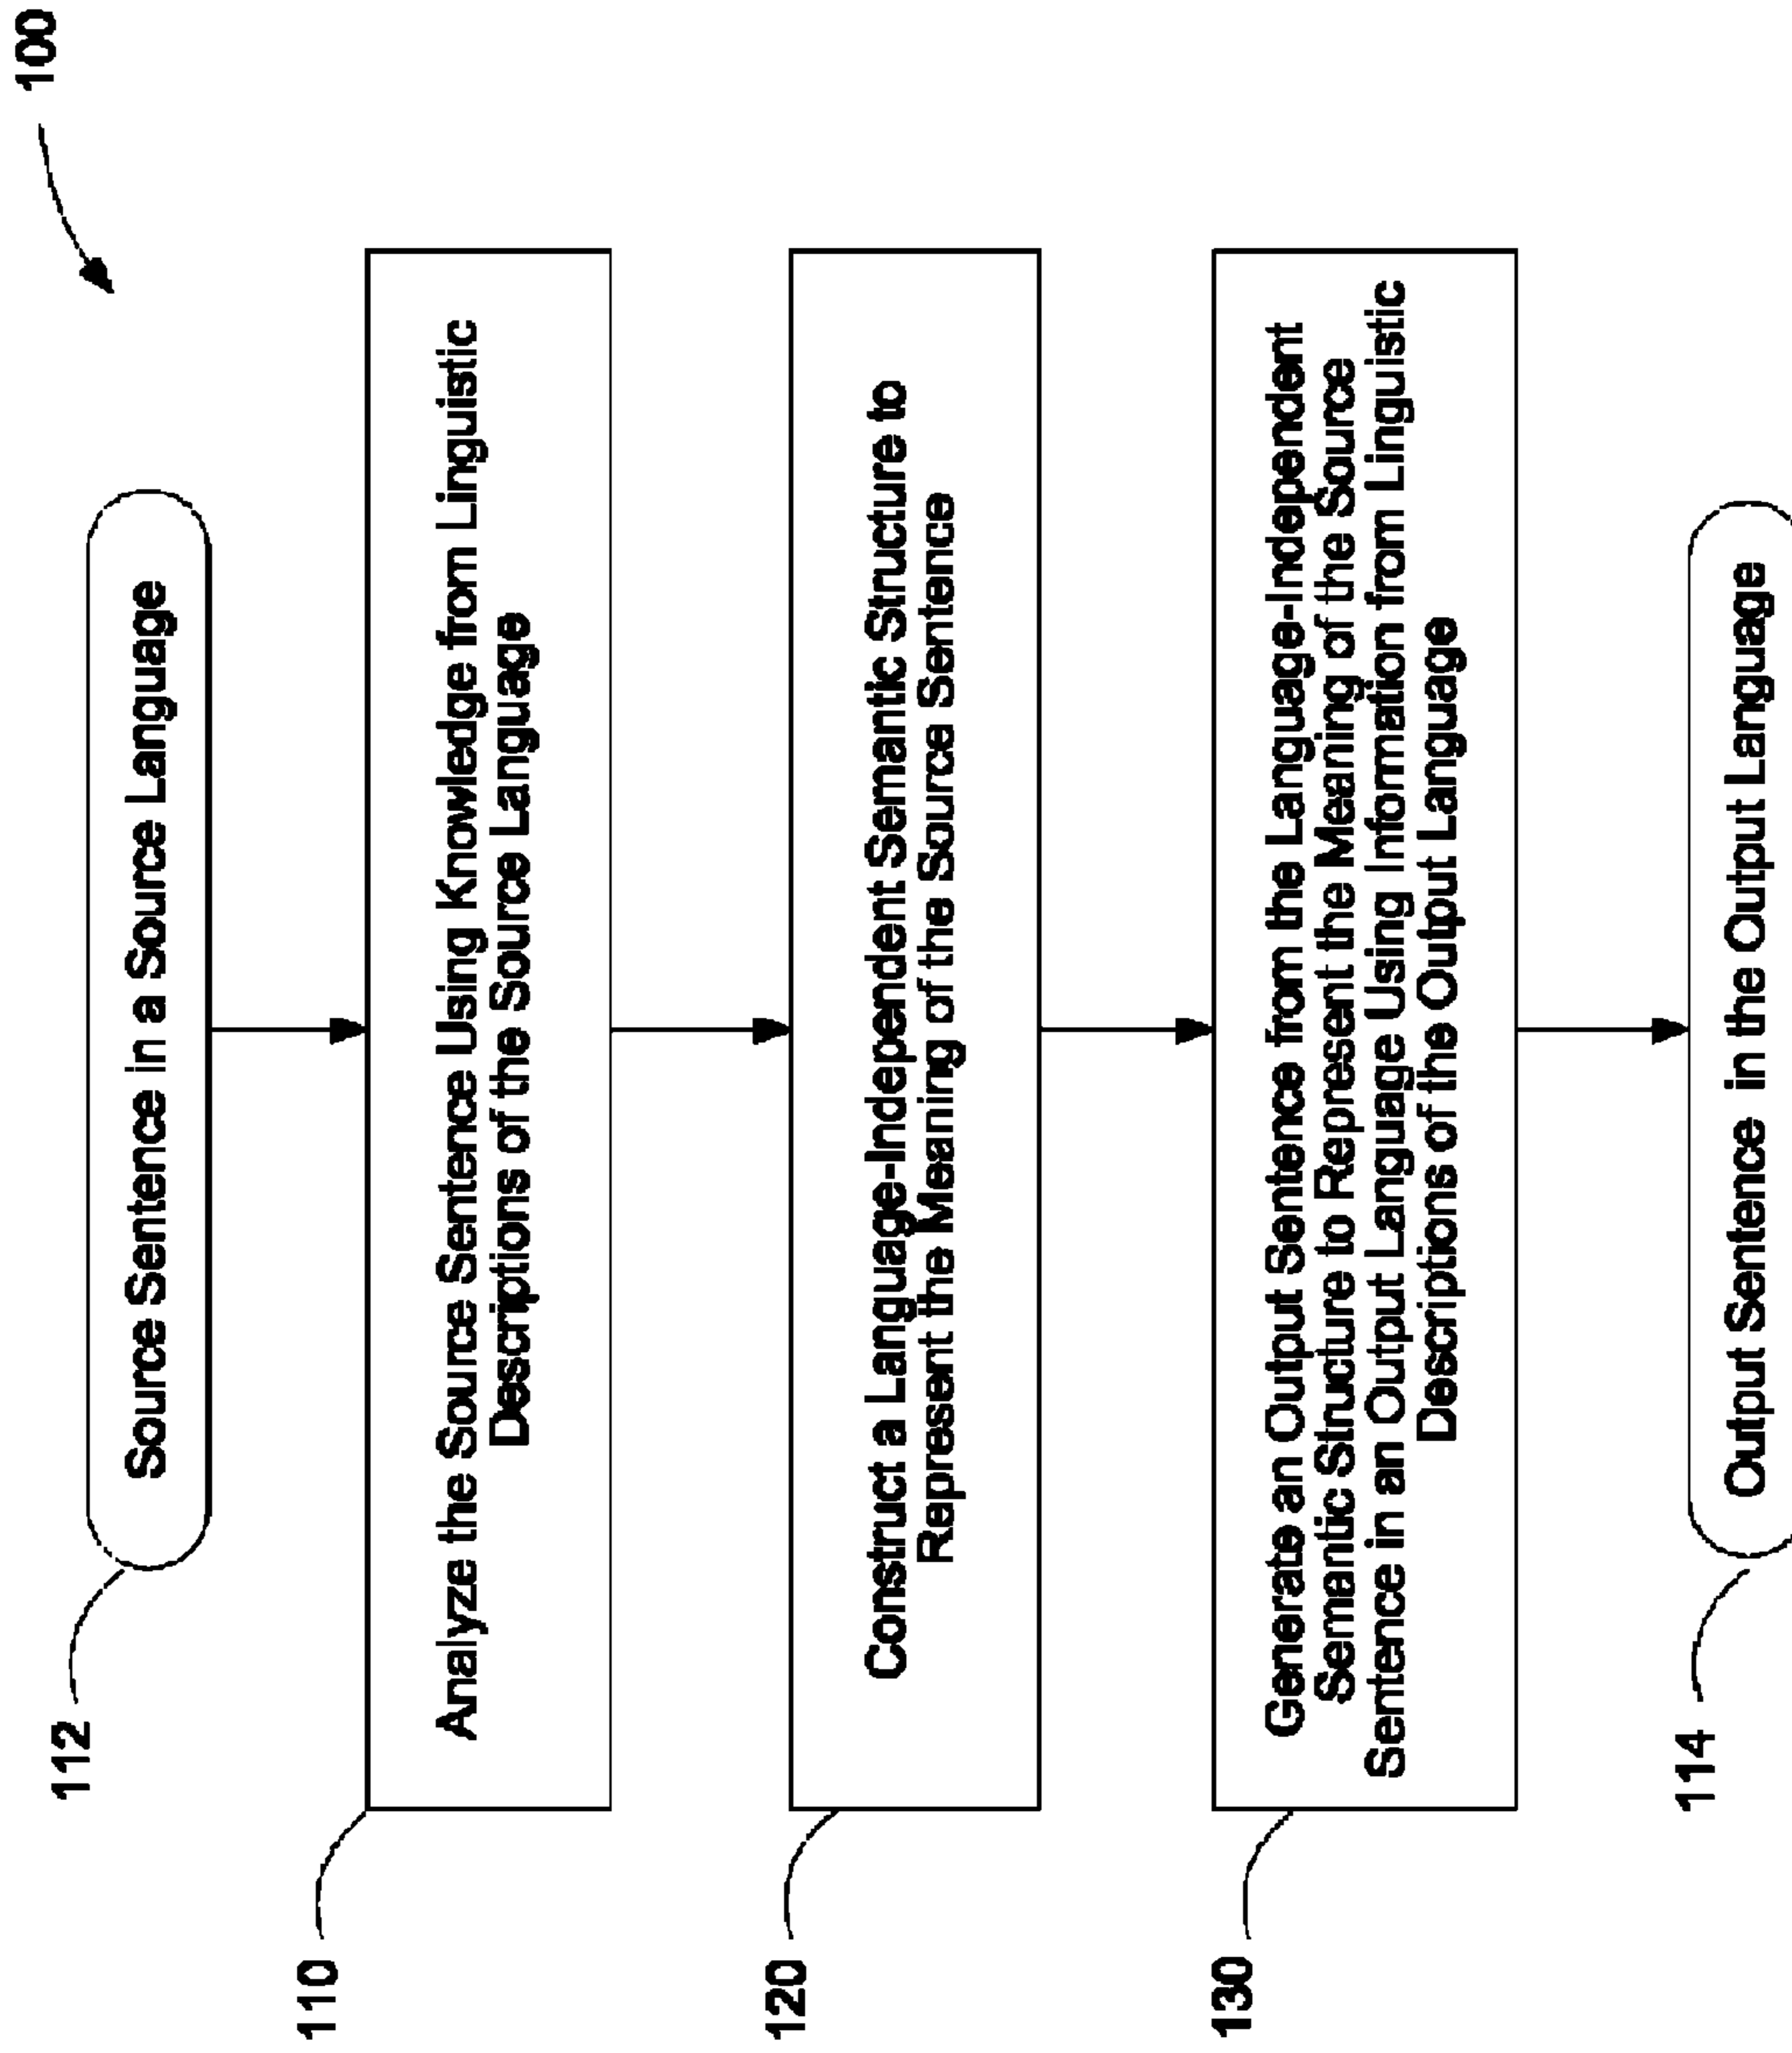 100
112
Source Sentence in a Source Language
110
Analyze the Source Sentence Using Knowledge from Linguistic
Descriptions of the Source Language
120
Construct a Language-Independent Semantic Structure to
Represent the Meaning of the Source Sentence
130
Generate an Output Sentence from the Language-Independent
Semantic Structure to Represent the Meaning of the Source
Sentence in an Output Language Using Information from Linguistic
Descriptions of the Output Language
114
Output Sentence in the Output Language